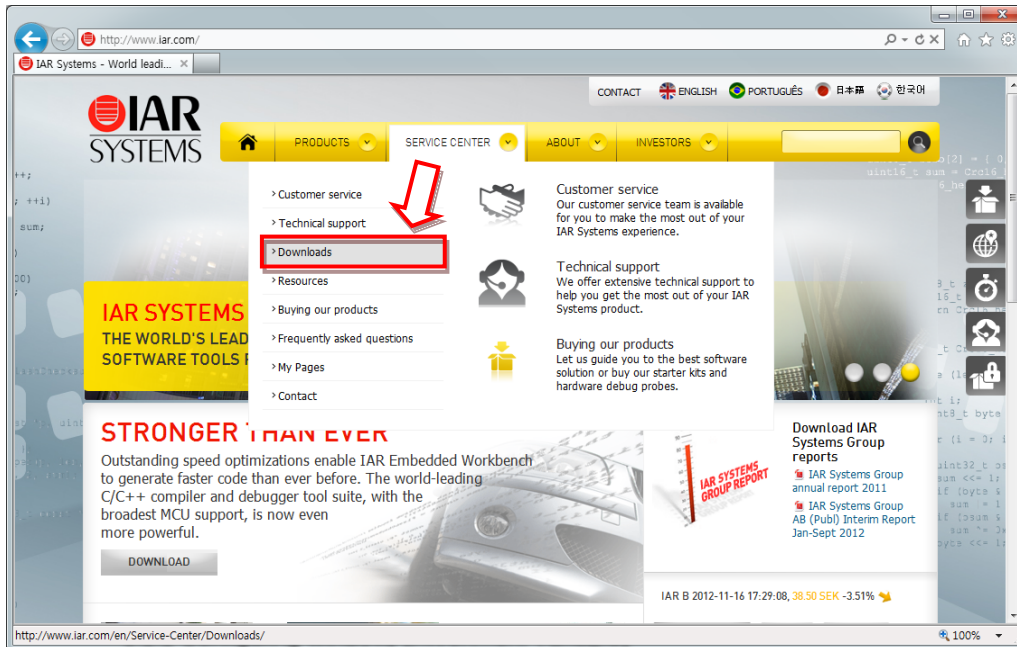 http://www.iar.com/
IAR Systems - World leadi...
CONTACT ENGLISH PORTUGUÊS 日本語 한국어
IAR
SYSTEMS
PRODUCTS SERVICE CENTER ABOUT INVESTORS
> Customer service
> Technical support
> Downloads
> Resources
> Buying our products
> Frequently asked questions
> My Pages
> Contact
Customer service
Our customer service team is available
for you to make the most out of your
IAR Systems experience.
Technical support
We offer extensive technical support to
help you get the most out of your IAR
Systems product.
Buying our products
Let us guide you to the best software
solution or buy our starter kits and
hardware debug probes.
++;
; ++i)
sum;
IAR SYSTEMS
THE WORLD'S LEAD
SOFTWARE TOOLS F
STRONGER THAN EVER
Outstanding speed optimizations enable IAR Embedded Workbench
to generate faster code than ever before. The world-leading
C/C++ compiler and debugger tool suite, with the
broadest MCU support, is now even
more powerful.
DOWNLOAD
IAR SYSTEMS
GROUP REPORT
Download IAR
Systems Group
reports
IAR Systems Group
annual report 2011
IAR Systems Group
AB (Publ) Interim Report
Jan-Sept 2012
IAR B 2012-11-16 17:29:08, 38.50 SEK -3.51%
http://www.iar.com/en/Service-Center/Downloads/
100%